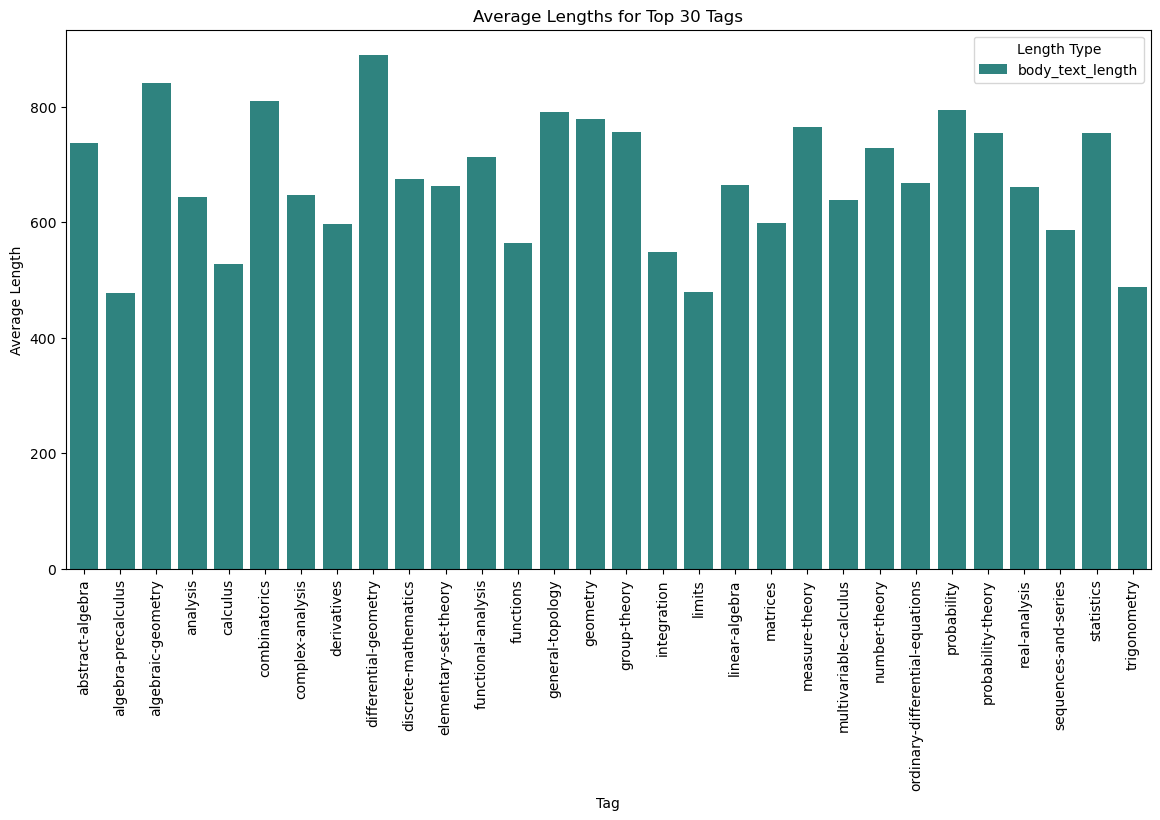 Average Lengths for Top 30 Tags
Length Type
body_text_length
Average Length
800
600
400
200
0
abstract-algebra
algebra-precalculus
algebraic-geometry
analysis
calculus
combinatorics
complex-analysis
derivatives
differential-geometry
discrete-mathematics
elementary-set-theory
functional-analysis
functions
general-topology
geometry
group-theory
integration
limits
linear-algebra
matrices
measure-theory
multivariable-calculus
number-theory
ordinary-differential-equations
probability
probability-theory
real-analysis
sequences-and-series
statistics
trigonometry
Tag